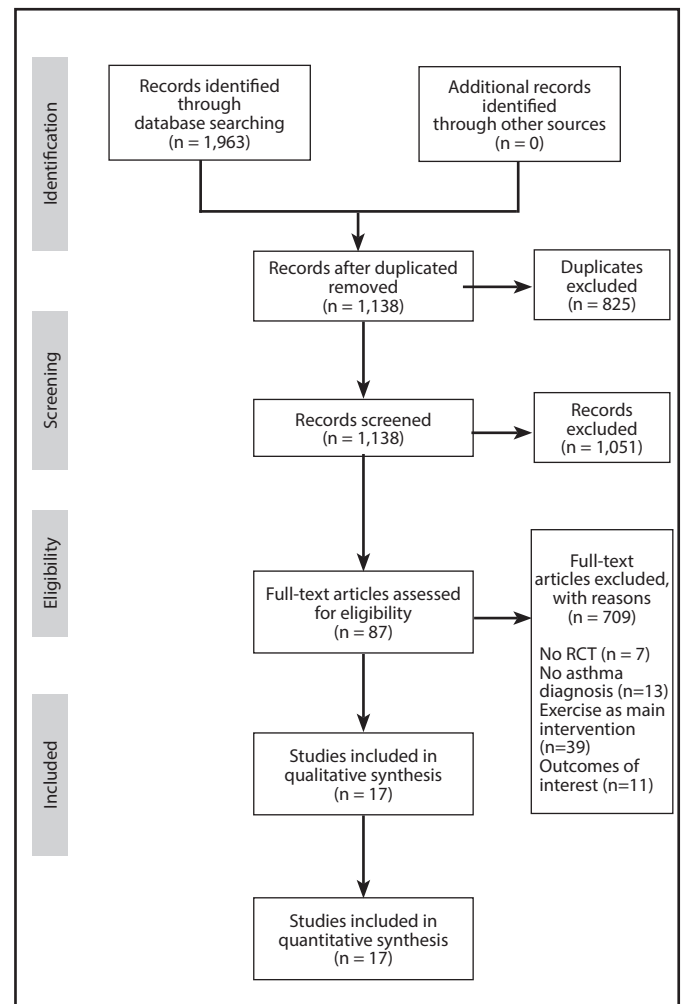 Identification
Records identified
through
database searching
(n = 1,963)
Additional records
identified
through other sources
(n = 0)
Records after duplicated
removed
(n = 1,138)
Duplicates
excluded
(n = 825)
Screening
Records screened
(n = 1,138)
Records
excluded
(n = 1,051)
Eligibility
Full-text articles assessed
for eligibility
(n = 87)
Full-text
articles excluded,
with reasons
(n = 709)
No RCT (n = 7)
No asthma
diagnosis (n=13)
Exercise as main
intervention
(n=39)
Outcomes of
interest (n=11)
Included
Studies included in
qualitative synthesis
(n = 17)
Studies included in
quantitative synthesis
(n = 17)